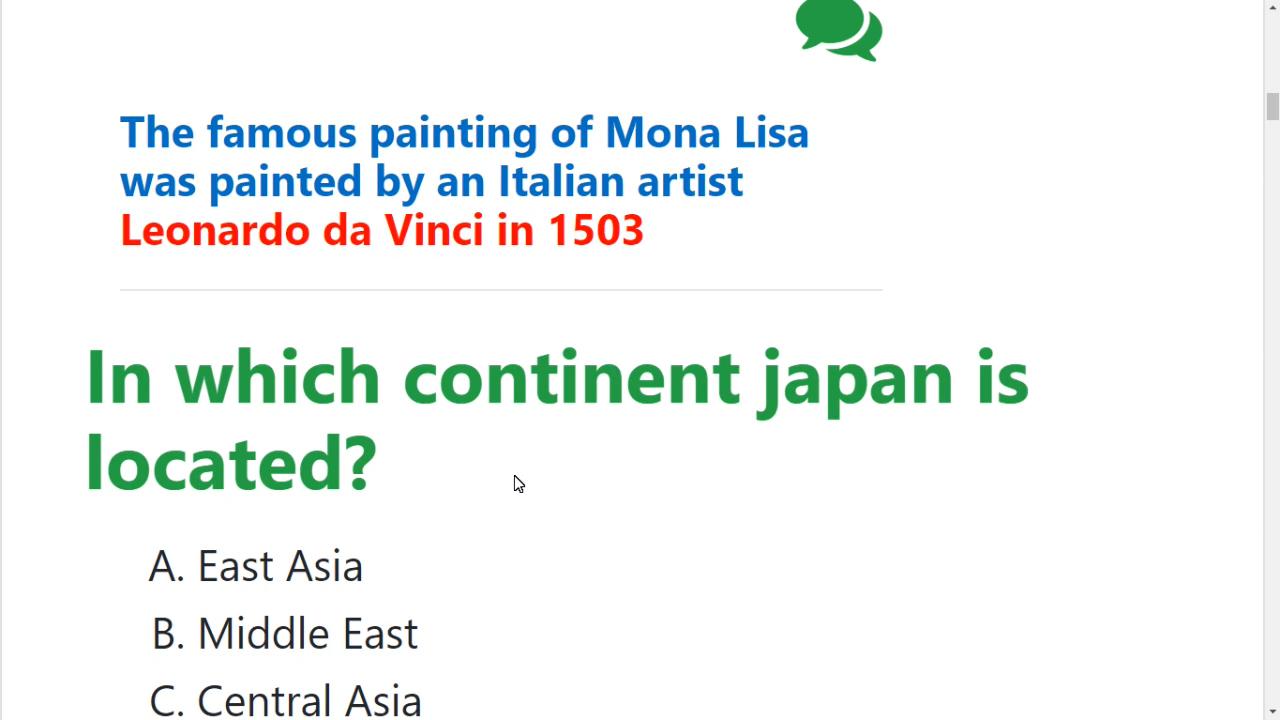 The famous painting of Mona Lisa
was painted by an Italian artist
Leonardo da Vinci in 1503
In which continent japan is
located?
A. East Asia
B. Middle East
C. Central Asia